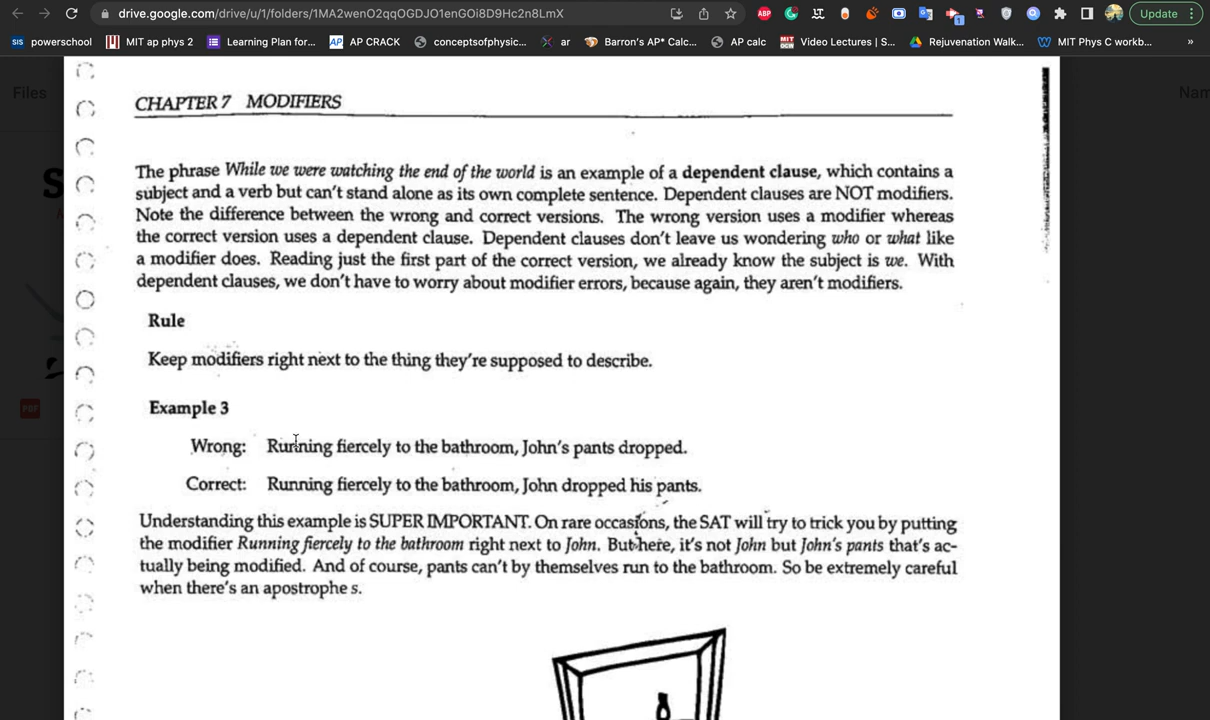 drive.google.com/drive/u/1/folders/1MA2wenO2qqOGDJO1enGOi8D9Hc2n8LmX
Update
SIS powerschool
MIT ap phys 2
Learning Plan for...
AP AP CRACK
conceptsofphysic...
ar
Barron's AP* Calc...
AP calc
MIT OCW Video Lectures | S...
Rejuvenation Walk...
MIT Phys C workb...
»
Files
Nam
S
PDF
CHAPTER 7 MODIFIERS
The phrase While we were watching the end of the world is an example of a dependent clause, which contains a
subject and a verb but can't stand alone as its own complete sentence. Dependent clauses are NOT modifiers.
Note the difference between the wrong and correct versions. The wrong version uses a modifier whereas
the correct version uses a dependent clause. Dependent clauses don't leave us wondering who or what like
a modifier does. Reading just the first part of the correct version, we already know the subject is we. With
dependent clauses, we don't have to worry about modifier errors, because again, they aren't modifiers.
Rule
Keep modifiers right next to the thing they're supposed to describe.
Example 3
Wrong: Running fiercely to the bathroom, John's pants dropped.
Correct: Running fiercely to the bathroom, John dropped his pants.
Understanding this example is SUPER IMPORTANT. On rare occasions, the SAT will try to trick you by putting
the modifier Running fiercely to the bathroom right next to John. But here, it's not John but John's pants that's ac-
tually being modified. And of course, pants can't by themselves run to the bathroom. So be extremely careful
when there's an apostrophe s.